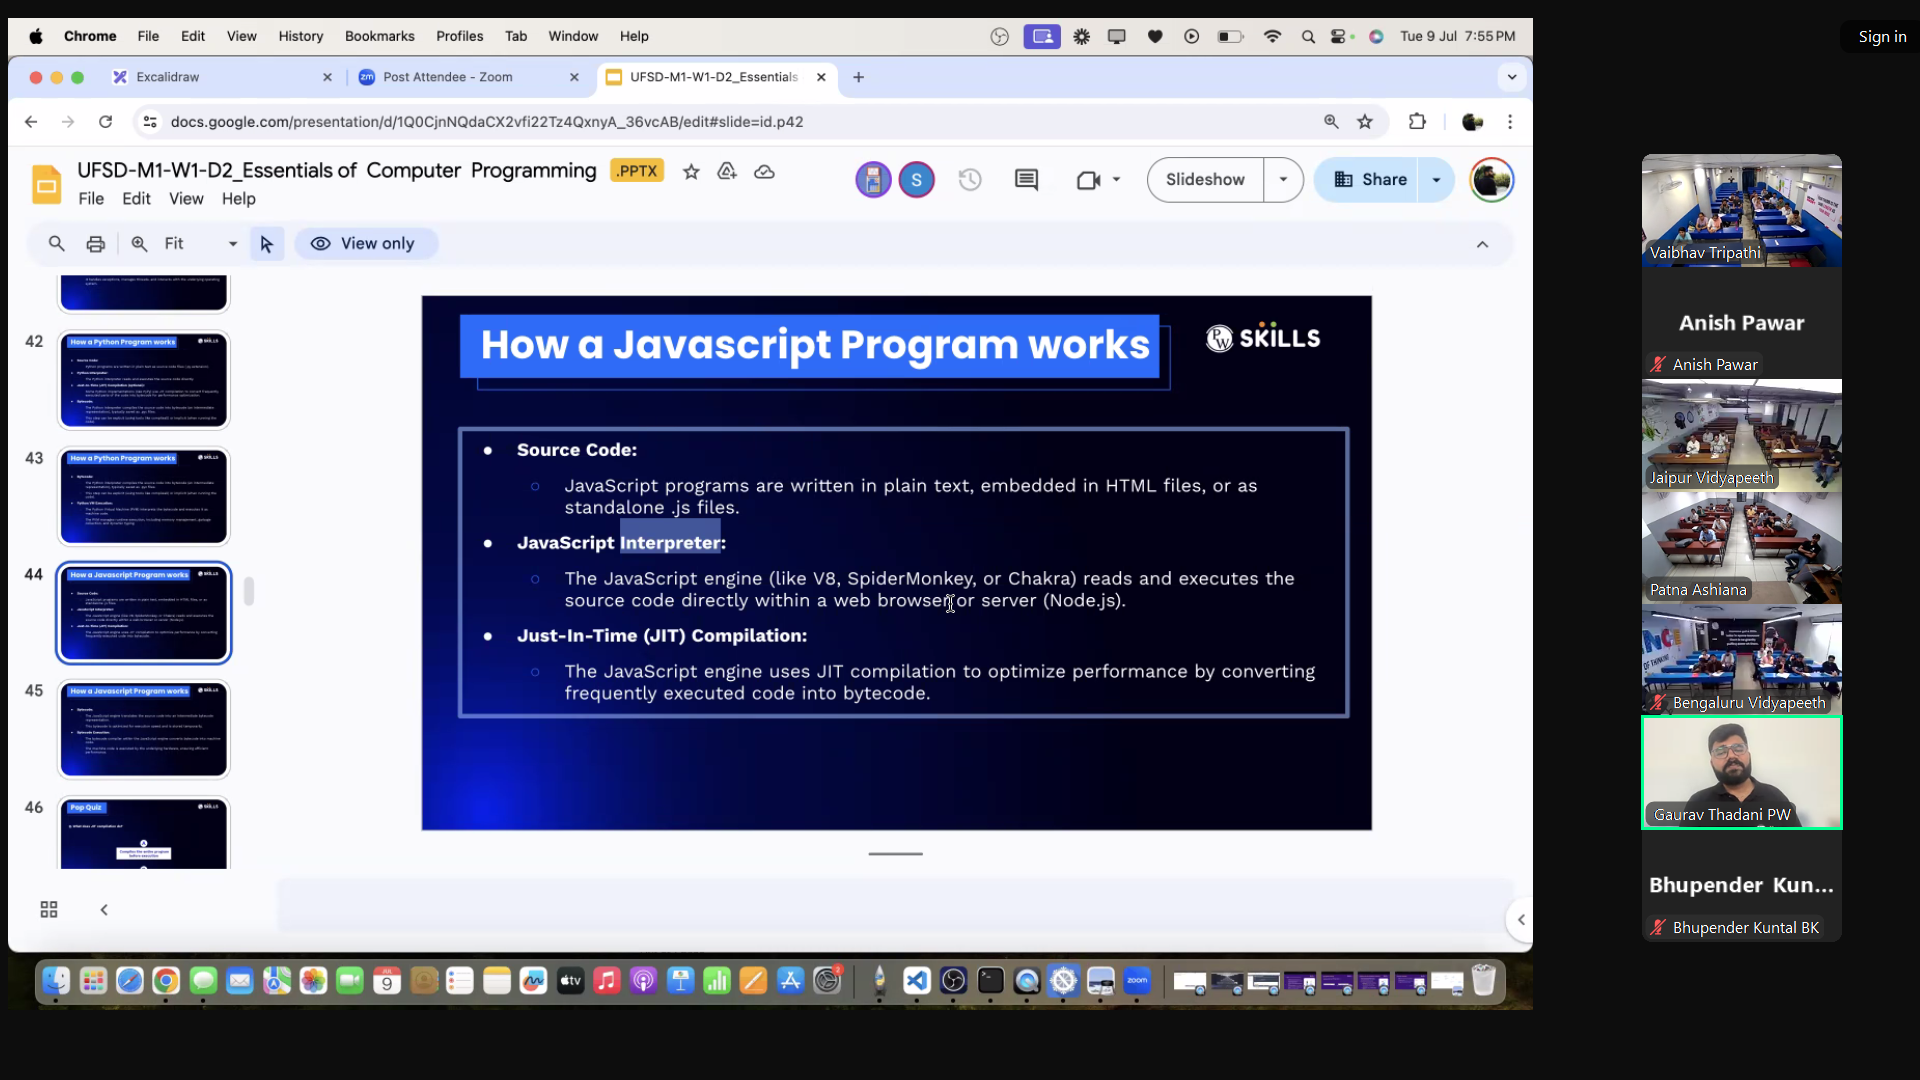 Chrome File Edit View History Bookmarks Profiles Tab Window Help
Tue 9 Jul 7:55 PM
Sign in
Excalidraw
zm Post Attendee - Zoom
UFSD-M1-W1-D2_Essentials
docs.google.com/presentation/d/1Q0CjnNQdaCX2vfi22Tz4QxnyA_36vcAB/edit#slide=id.p42
UFSD-M1-W1-D2_Essentials of Computer Programming
.PPTX
S
Slideshow
Share
File Edit View Help
Fit
View only
42
How a Python Program works
43
How a Python Program works
44
How a Javascript Program works
45
How a Javascript Program works
46
Pop Quiz
How a Javascript Program works
PW SKILLS
Source Code:
JavaScript programs are written in plain text, embedded in HTML files, or as
standalone .js files.
JavaScript Interpreter:
The JavaScript engine (like V8, SpiderMonkey, or Chakra) reads and executes the
source code directly within a web browser or server (Node.js).
Just-In-Time (JIT) Compilation:
The JavaScript engine uses JIT compilation to optimize performance by converting
frequently executed code into bytecode.
Vaibhav Tripathi
Anish Pawar
Anish Pawar
Jaipur Vidyapeeth
Patna Ashiana
Bengaluru Vidyapeeth
Gaurav Thadani PW
Bhupender Kun...
Bhupender Kuntal BK
9
tv
zoom